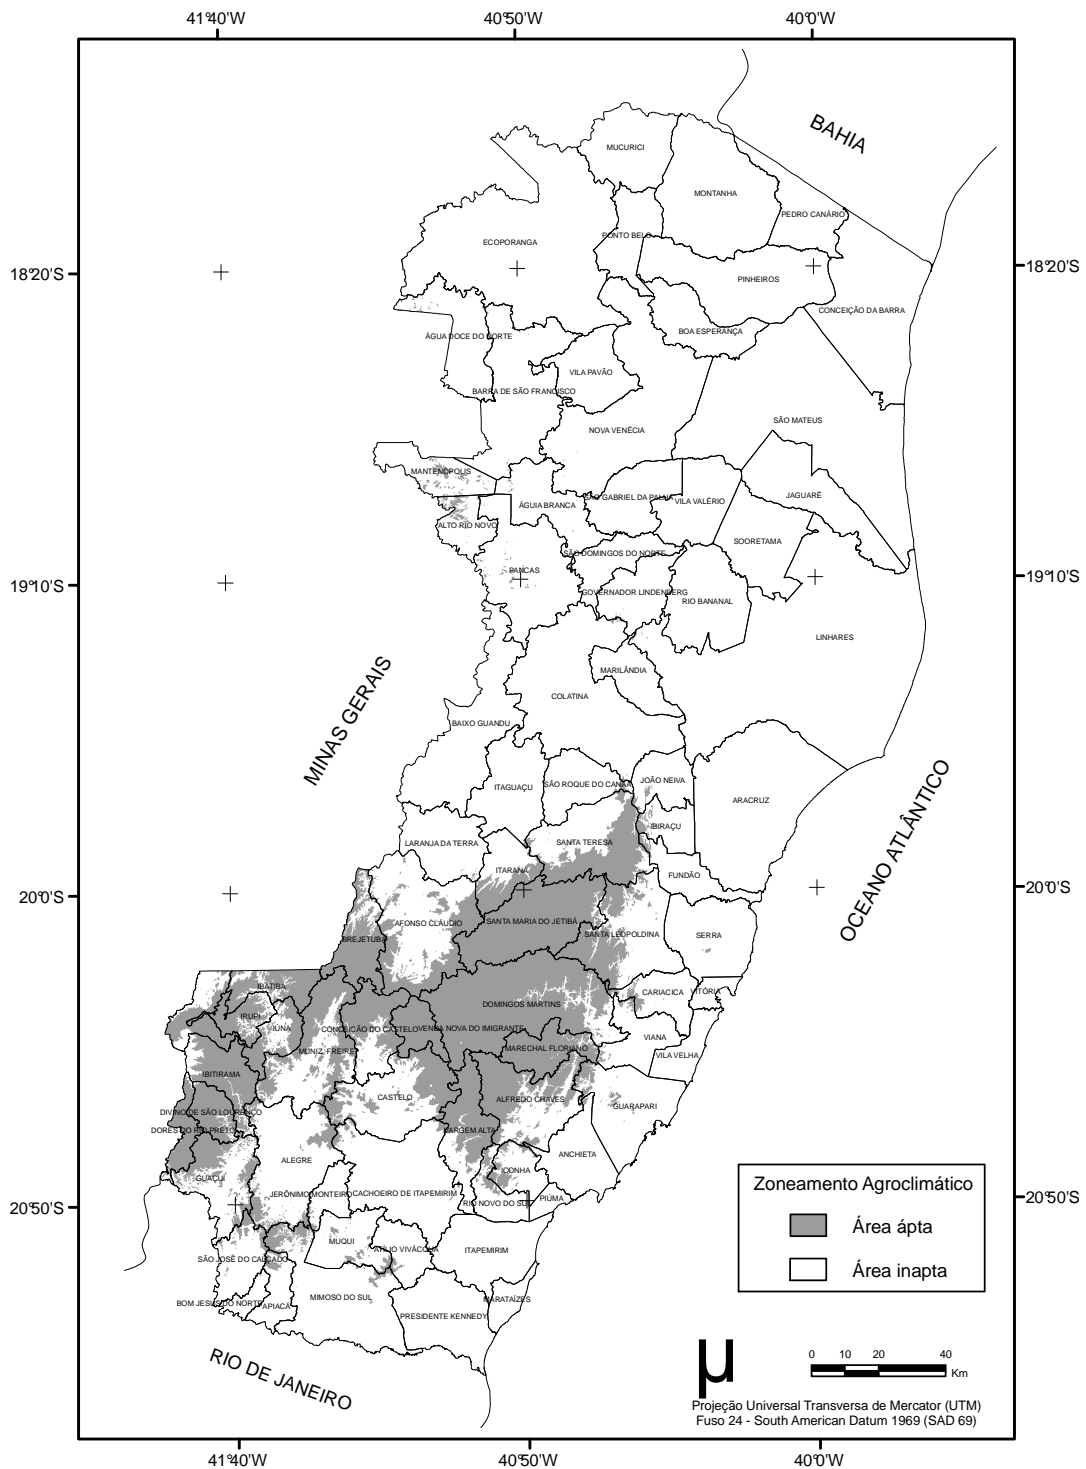 41°40'W 40°50'W 40°0'W
BAHIA
MUCURICI
MONTANHA
PEDRO CANÁRIO
PONTO BELO
ECOPORANGA
18°20'S 18°20'S
PINHEIROS
CONCEIÇÃO DA BARRA
BOA ESPERANÇA
ÁGUA DOCE DO NORTE
VILA PAVÃO
BARRA DE SÃO FRANCISCO
SÃO MATEUS
NOVA VENÉCIA
MANTENÓPOLIS
SÃO GABRIEL DA PALHA
JAGUARÉ
VILA VALÉRIO
ÁGUIA BRANCA
ALTO RIO NOVO
SOORETAMA
SÃO DOMINGOS DO NORTE
PANCAS
19°10'S 19°10'S
GOVERNADOR LINDENBERG
RIO BANANAL
LINHARES
MARILÂNDIA
COLATINA
MINAS GERAIS
BAIXO GUANDU
JOÃO NEIVA
SÃO ROQUE DO CANAÃ
ITAGUAÇU
ARACRUZ
OCEANO ATLÂNTICO
IBIRAÇU
SANTA TERESA
LARANJA DA TERRA
ITARANA
FUNDÃO
20°0'S 20°0'S
AFONSO CLÁUDIO
SANTA MARIA DO JETIBÁ
SANTA LEOPOLDINA
SERRA
BREJETUBA
IBATIBA
CARIACICA
VITÓRIA
DOMINGOS MARTINS
IRUPI
IÚNA
CONCEIÇÃO DO CASTELO
VENDA NOVA DO IMIGRANTE
VIANA
MUNIZ FREIRE
MARECHAL FLORIANO
VILA VELHA
IBITIRAMA
CASTELO
ALFREDO CHAVES
GUARAPARI
DIVINO DE SÃO LOURENÇO
DORES DO RIO PRETO
VARGEM ALTA
ANCHIETA
ALEGRE
ICONHA
GUAÇUÍ
JERÔNIMO MONTEIRO
CACHOEIRO DE ITAPEMIRIM
PIÚMA
RIO NOVO DO SUL
20°50'S 20°50'S
MUQUI
ATÍLIO VIVÁCQUA
ITAPEMIRIM
SÃO JOSÉ DO CALÇADO
MIMOSO DO SUL
MARATAÍZES
BOM JESUS DO NORTE
APIACÁ
PRESIDENTE KENNEDY
RIO DE JANEIRO
Zoneamento Agroclimático
Área ápta
Área inapta
µ
0 10 20 40
Km
Projeção Universal Transversa de Mercator (UTM)
Fuso 24 - South American Datum 1969 (SAD 69)
41°40'W 40°50'W 40°0'W